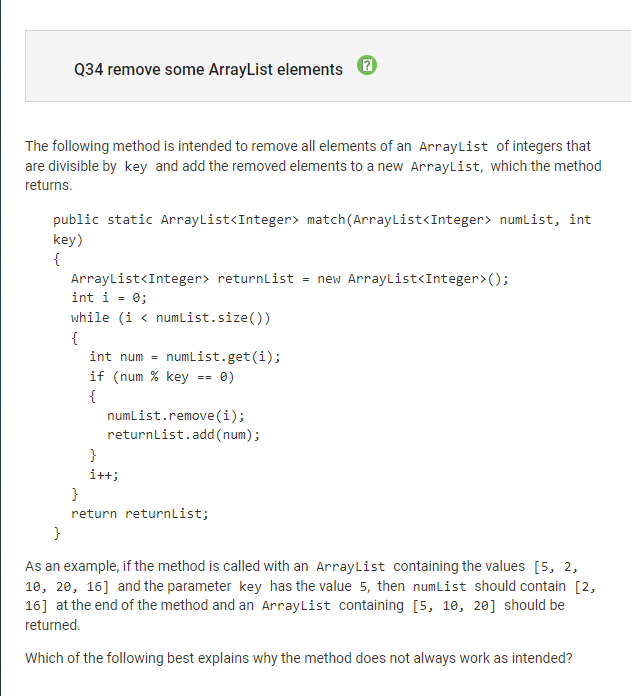 Q34 remove some ArrayList elements
The following method is intended to remove all elements of an ArrayList of integers that
are divisible by key and add the removed elements to a new ArrayList, which the method
returns.
public static ArrayList<Integer> match(ArrayList<Integer> numList, int
key)
{
ArrayList<Integer> returnList = new ArrayList<Integer>();
int i = 0;
while (i < numList.size())
{
int num = numList.get(i);
if (num % key == 0)
{
numList.remove(i);
returnList.add(num);
}
i++;
}
return returnList;
}
As an example, if the method is called with an ArrayList containing the values [5, 2,
10, 20, 16] and the parameter key has the value 5, then numList should contain [2,
16] at the end of the method and an ArrayList containing [5, 10, 20] should be
returned.
Which of the following best explains why the method does not always work as intended?